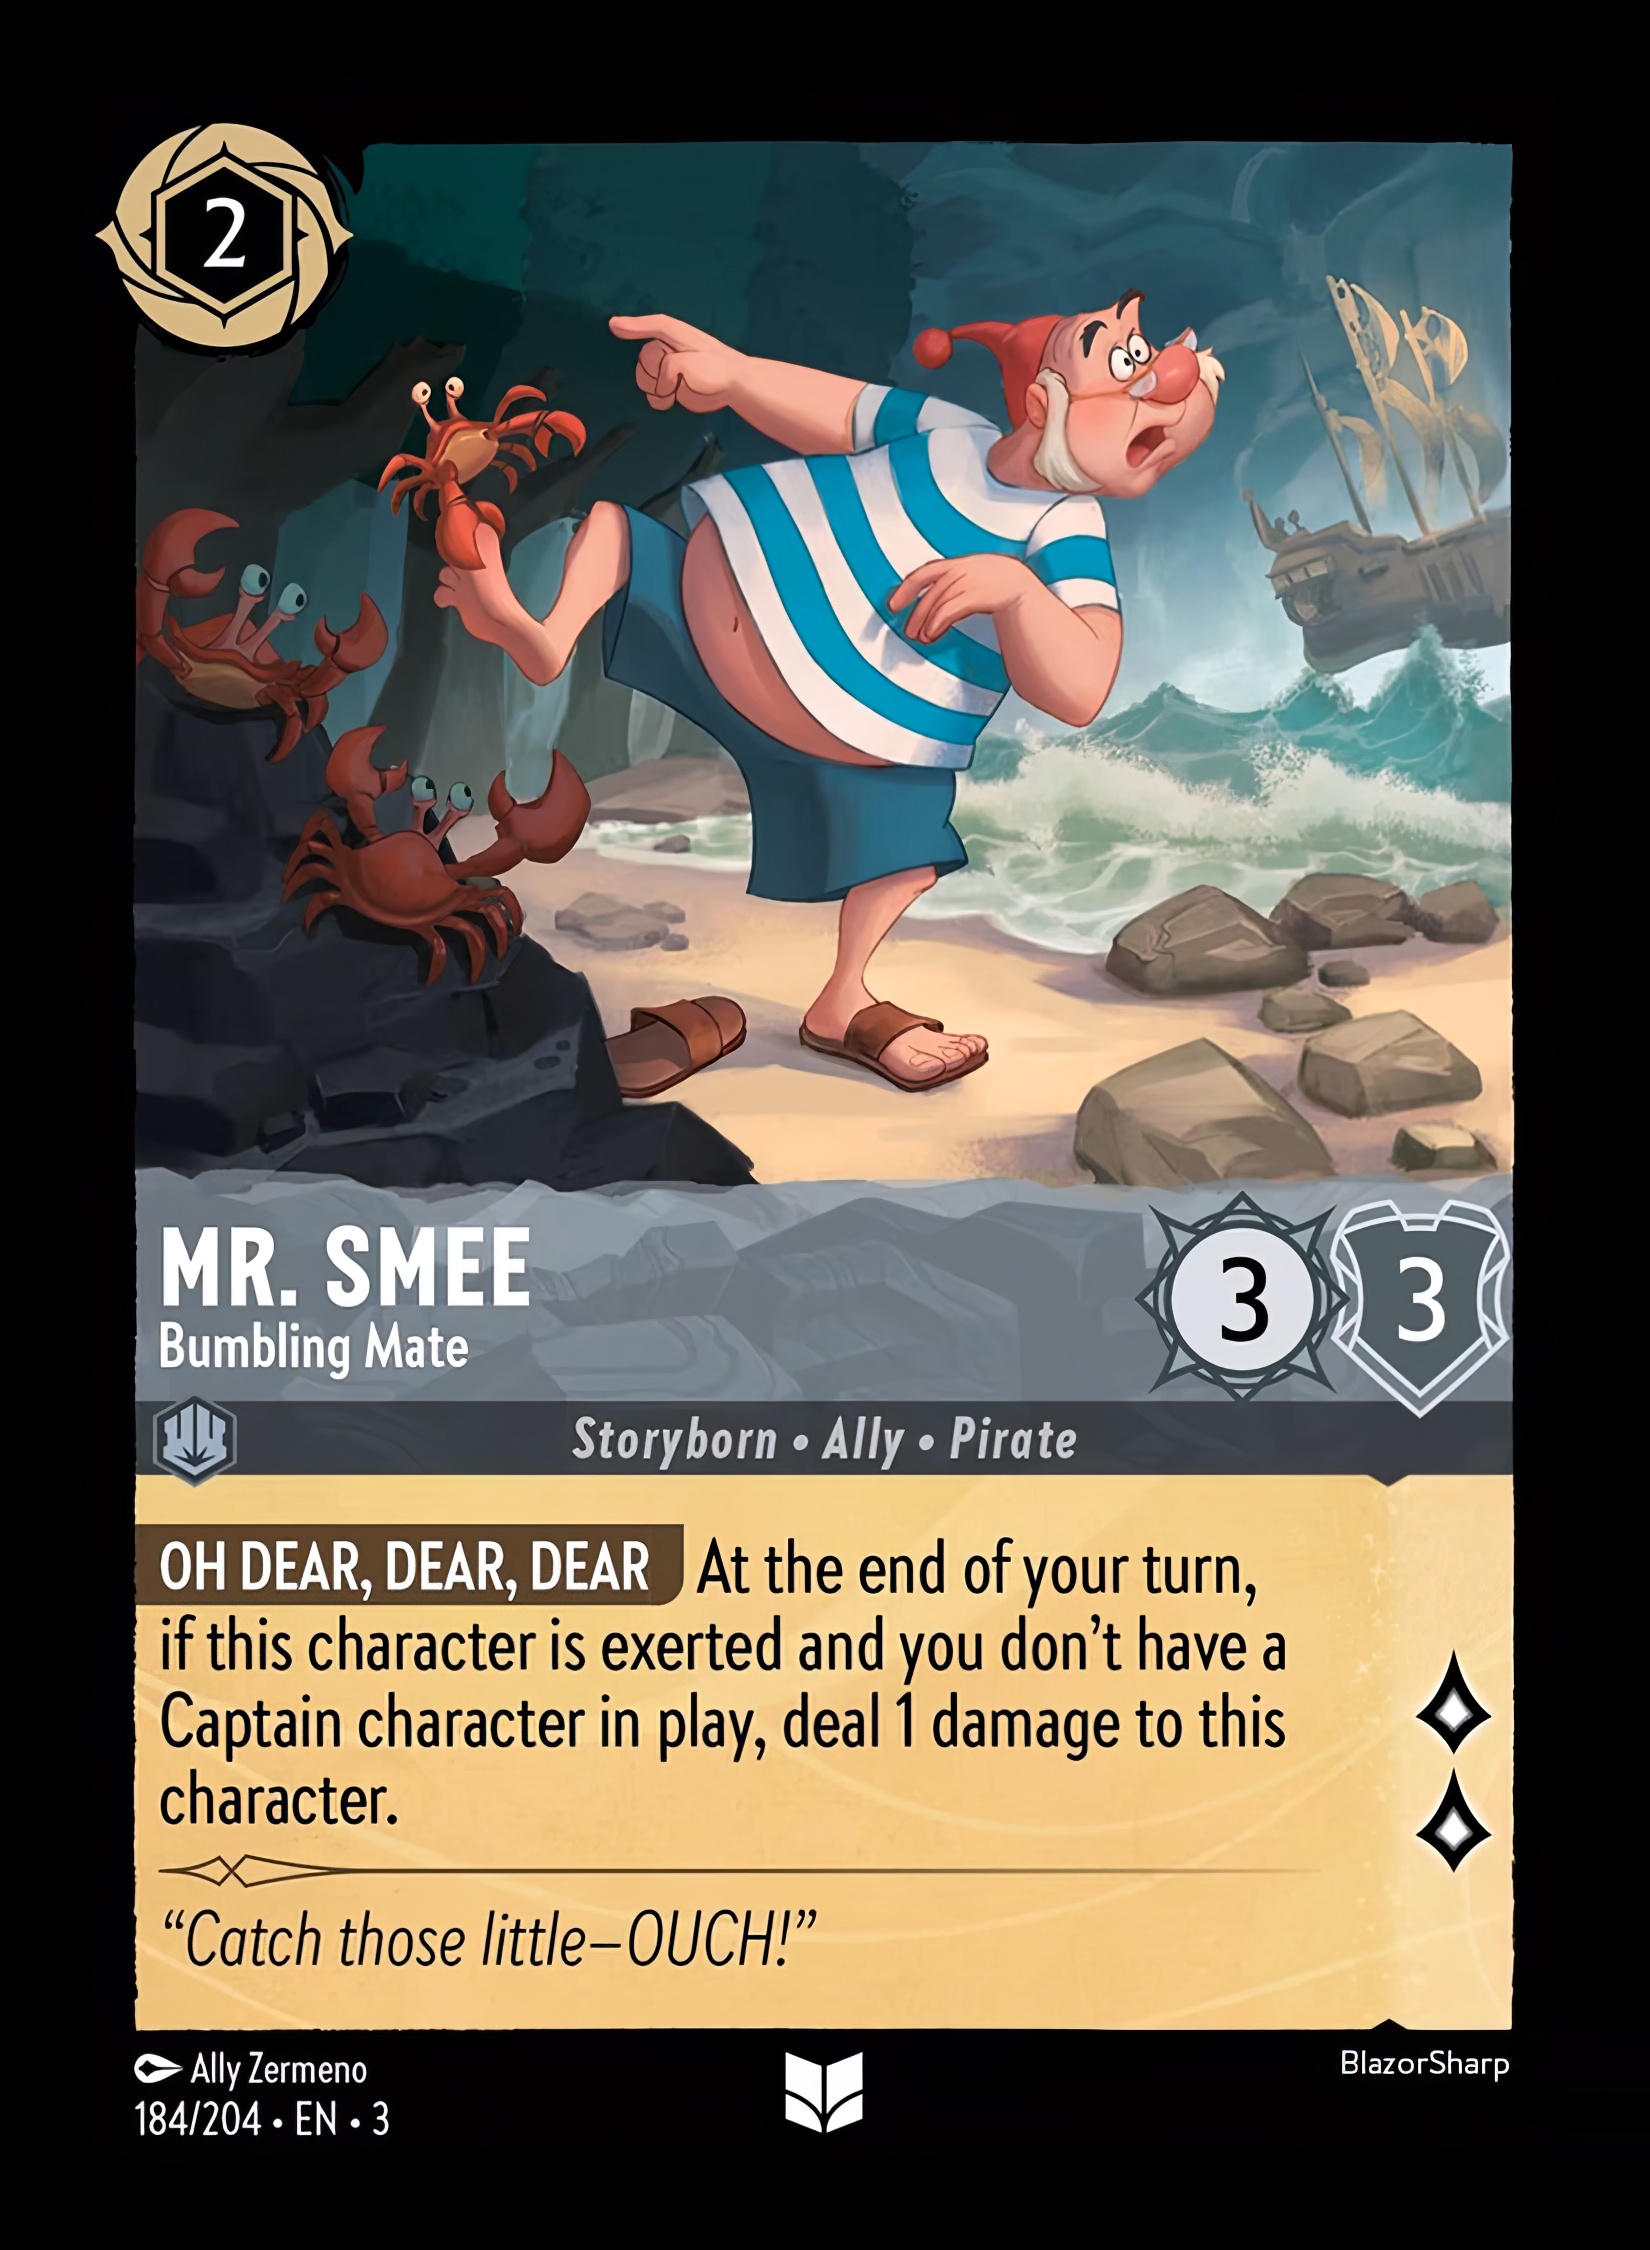 2
MR. SMEE
Bumbling Mate
3 3
Storyborn • Ally • Pirate
OH DEAR, DEAR, DEAR At the end of your turn,
if this character is exerted and you don’t have a
Captain character in play, deal 1 damage to this
character.
“Catch those little–OUCH!”
Ally Zermeno
BlazorSharp
184/204 • EN • 3